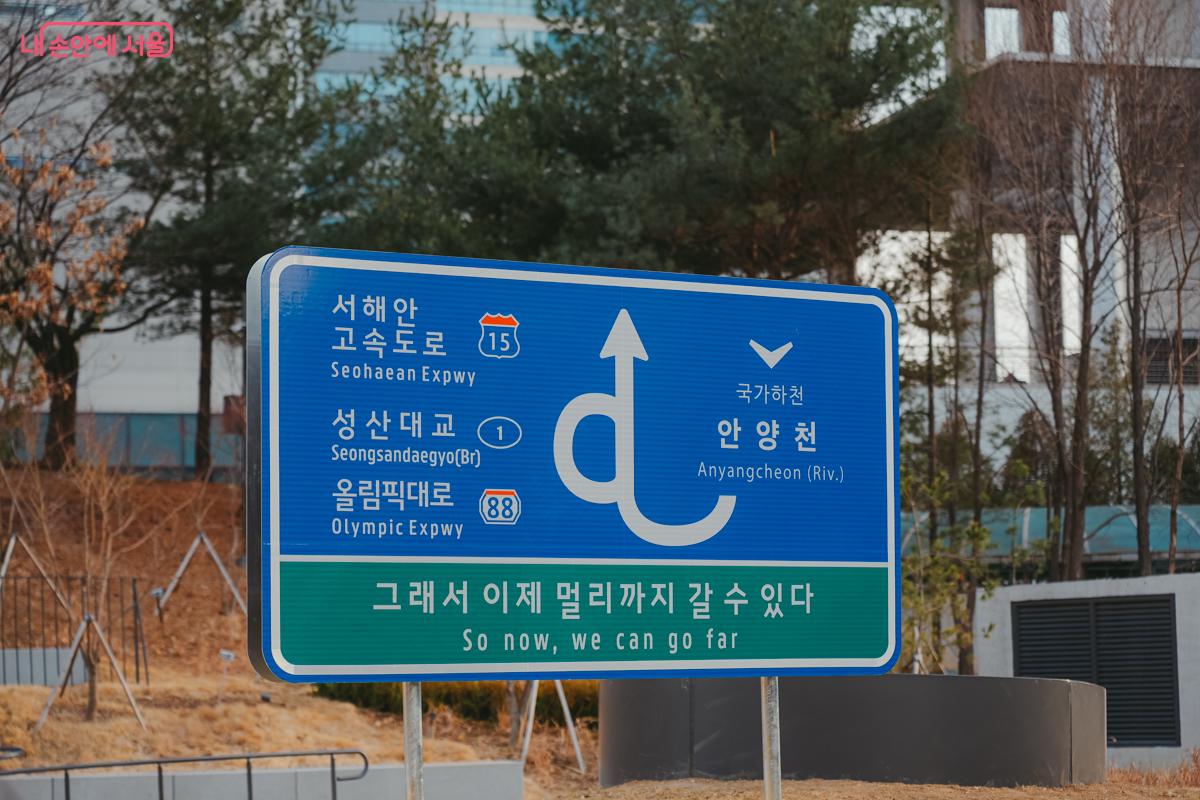 내 손안에 서울
서해안
고속도로
Seohaean Expwy
15
성산대교
Seongsandaegyo(Br)
1
올림픽대로
Olympic Expwy
88
국가하천
안양천
Anyangcheon (Riv.)
그래서 이제 멀리까지 갈 수 있다
So now, we can go far